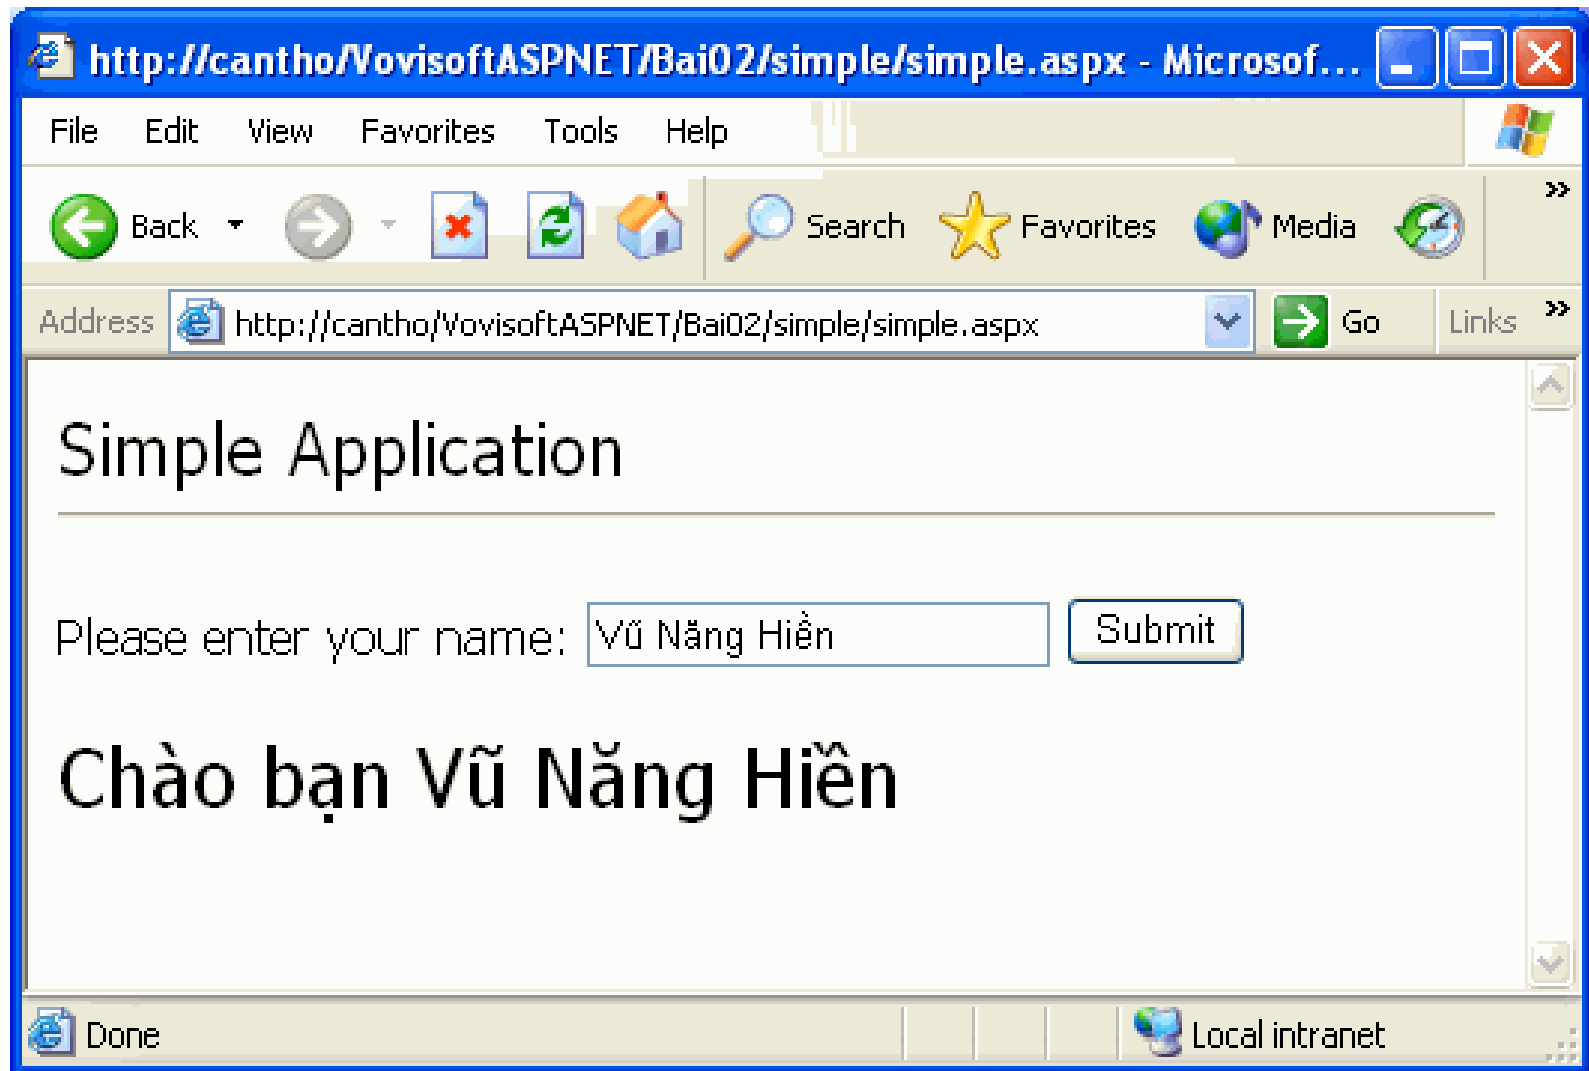 http://cantho/VovisoftASPNET/Bai02/simple/simple.aspx - Microsof...
File Edit View Favorites Tools Help
Back Search Favorites Media »
Address http://cantho/VovisoftASPNET/Bai02/simple/simple.aspx Go Links »
Simple Application
Please enter your name: Vũ Năng Hiền Submit
Chào bạn Vũ Năng Hiền
Done Local intranet